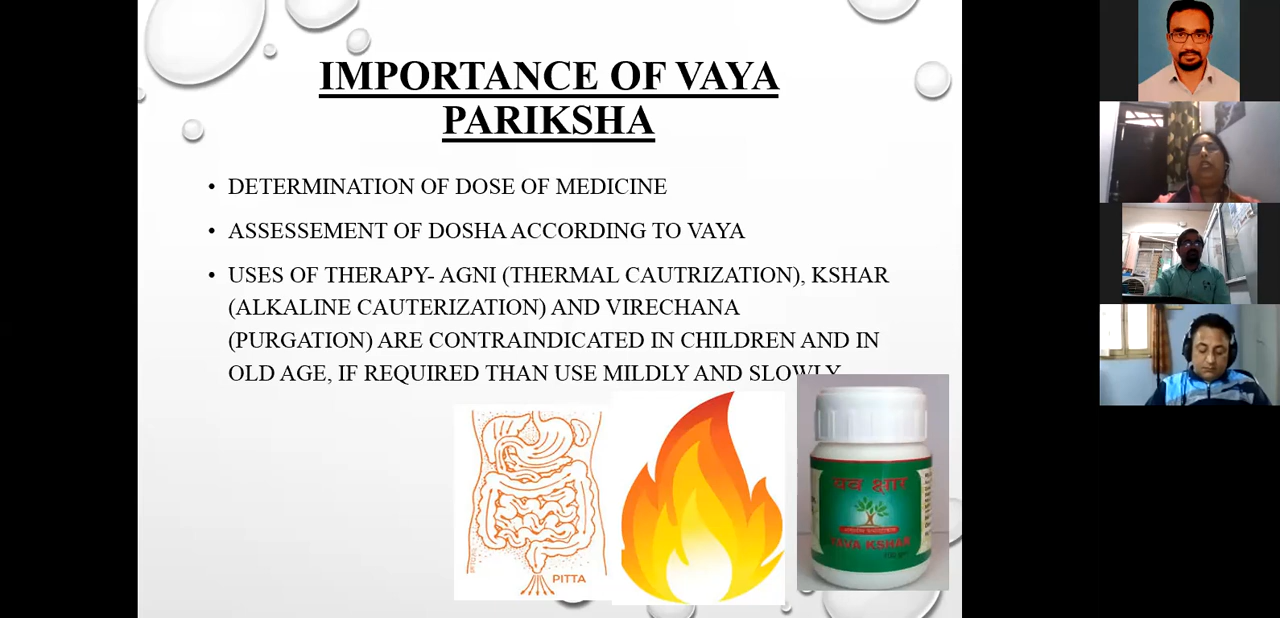 IMPORTANCE OF VAYA
PARIKSHA
• DETERMINATION OF DOSE OF MEDICINE
• ASSESSEMENT OF DOSHA ACCORDING TO VAYA
• USES OF THERAPY- AGNI (THERMAL CAUTRIZATION), KSHAR
(ALKALINE CAUTERIZATION) AND VIRECHANA
(PURGATION) ARE CONTRAINDICATED IN CHILDREN AND IN
OLD AGE, IF REQUIRED THAN USE MILDLY AND SLOWLY
PITTA
यव क्षार
YAVA KSHAR